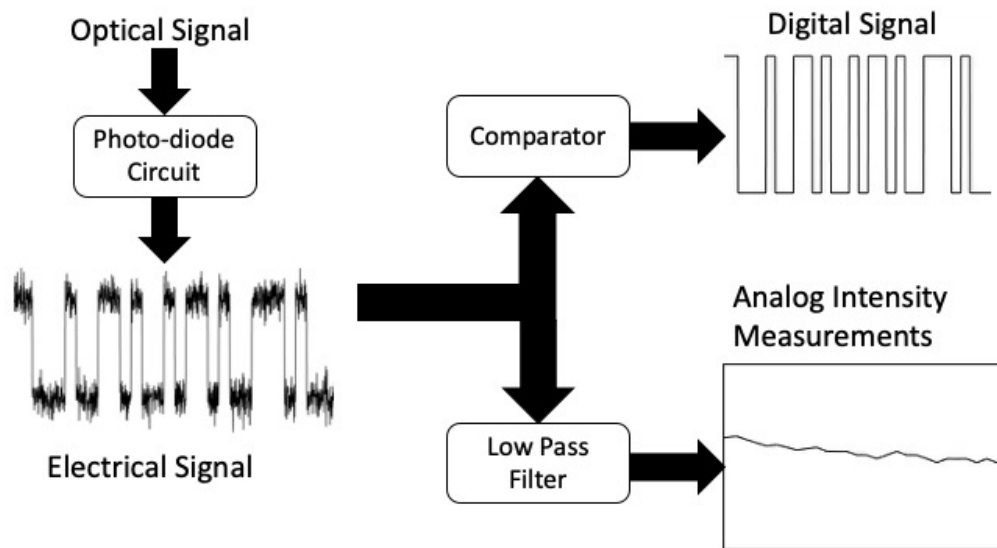 Optical Signal
Photo-diode
Circuit
Electrical Signal
Comparator
Low Pass
Filter
Digital Signal
Analog Intensity
Measurements